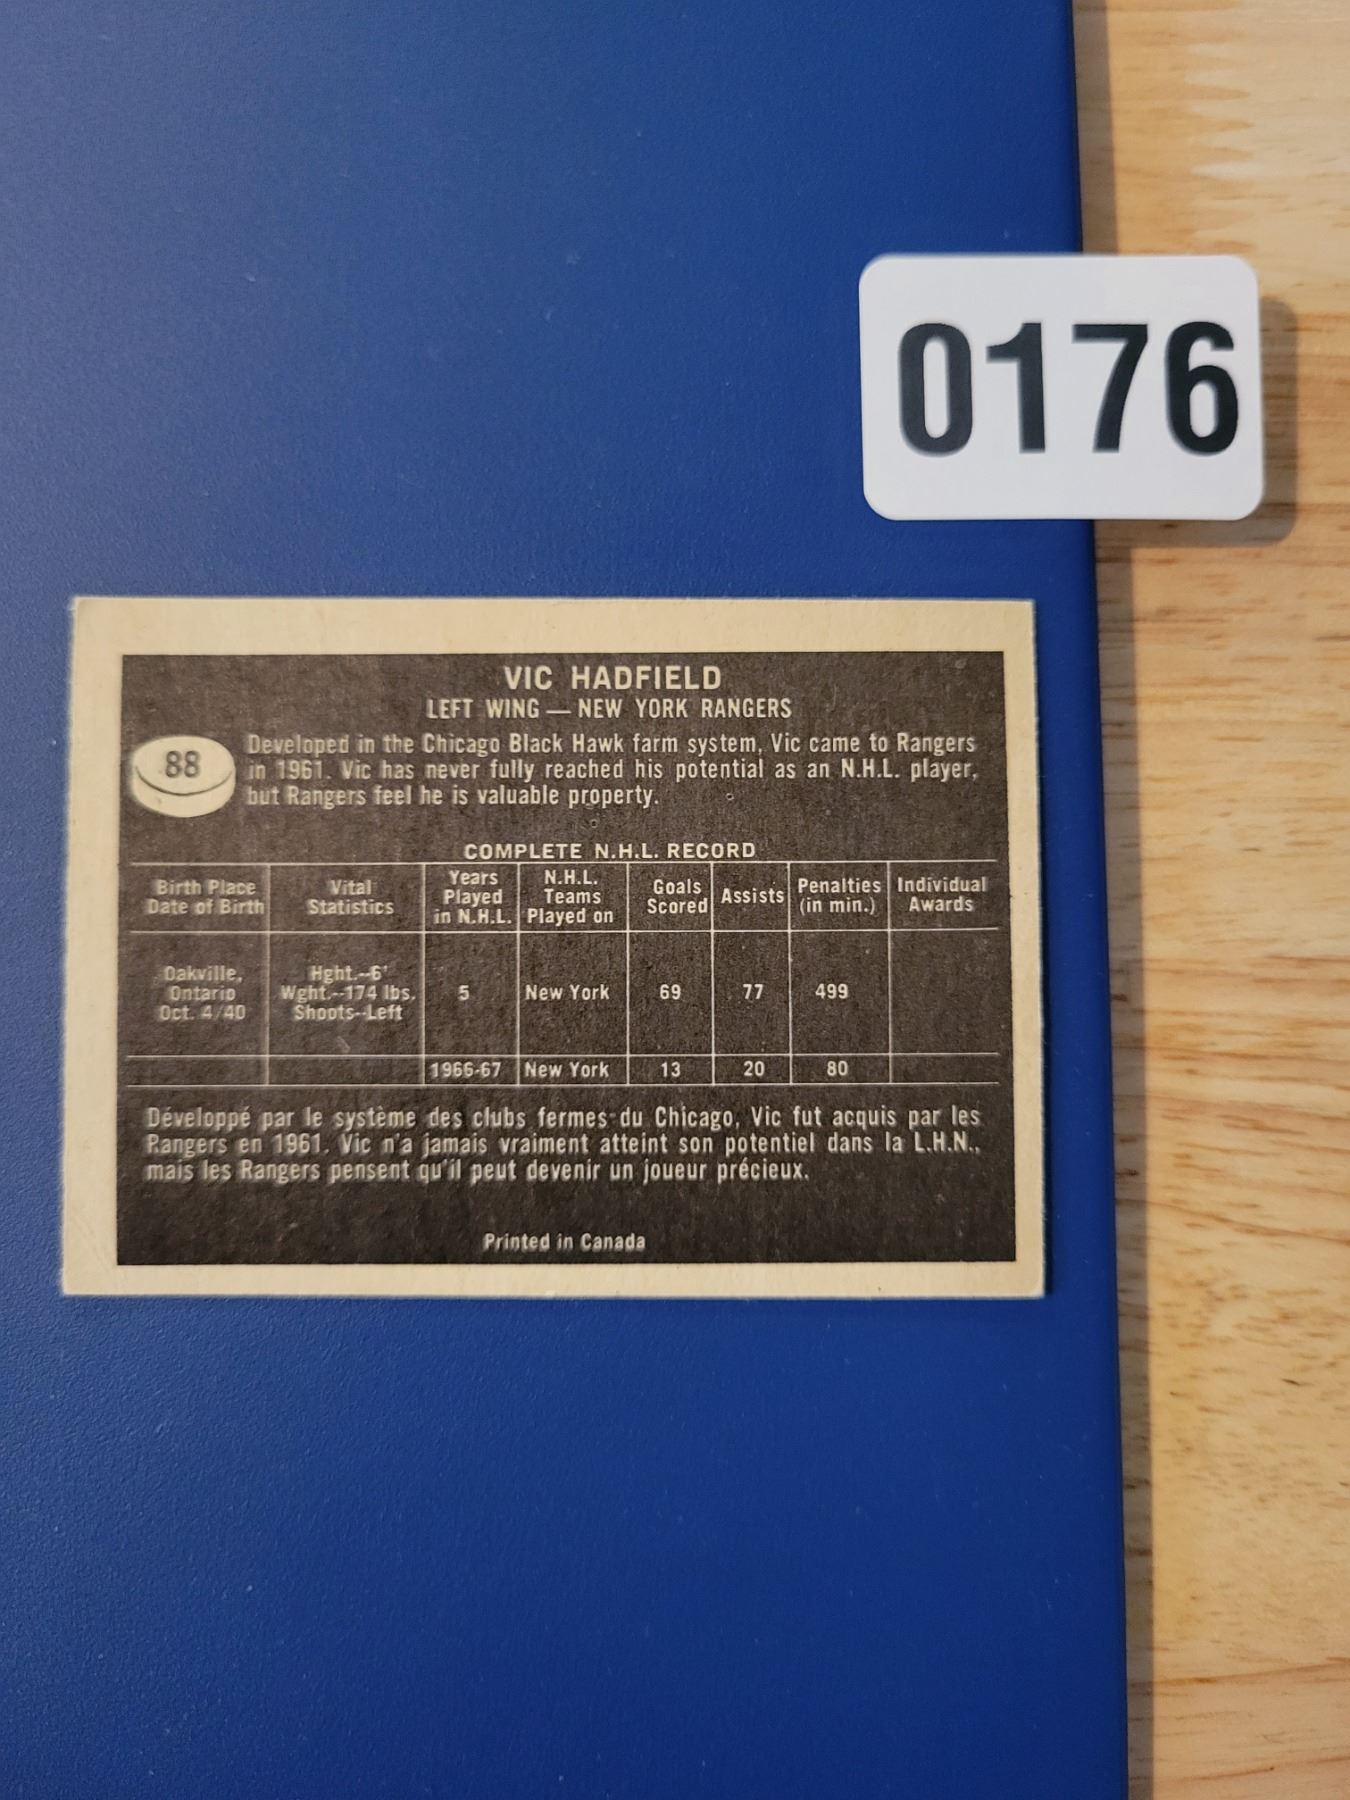 0176
VIC HADFIELD
LEFT WING — NEW YORK RANGERS
88
Developed in the Chicago Black Hawk farm system, Vic came to Rangers
in 1961. Vic has never fully reached his potential as an N.H.L. player,
but Rangers feel he is valuable property.
COMPLETE N.H.L. RECORD
Birth Place
Date of Birth
Vital
Statistics
Years
Played
in N.H.L.
N.H.L.
Teams
Played on
Goals
Scored
Assists
Penalties
(in min.)
Individual
Awards
Oakville,
Ontario
Oct. 4/40
Hght.--6'
Wght.--174 lbs.
Shoots--Left
5
New York
69
77
499
1966-67
New York
13
20
80
Développé par le système des clubs fermes du Chicago, Vic fut acquis par les
Rangers en 1961. Vic n'a jamais vraiment atteint son potentiel dans la L.H.N.,
mais les Rangers pensent qu'il peut devenir un joueur précieux.
Printed in Canada